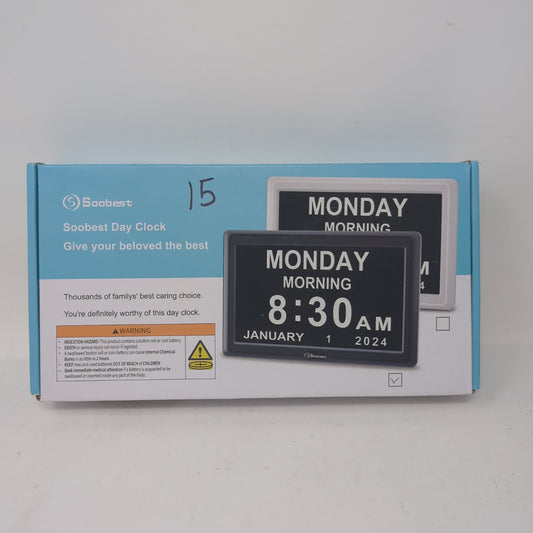 Soobest
15
Soobest Day Clock
Give your beloved the best
Thousands of familys' best caring choice.
You're definitely worthy of this day clock.
WARNING
• INGESTION HAZARD: This product contains a button cell or coin battery.
• DEATH or serious injury can occur if ingested.
• A swallowed button cell or coin battery can cause Internal Chemical
Burns in as little as 2 hours.
• KEEP new and used batteries OUT OF REACH of CHILDREN
• Seek immediate medical attention if a battery is suspected to be
swallowed or inserted inside any part of the body.
MONDAY
MORNING
AM
4
MONDAY
MORNING
8:30 AM
JANUARY 1 2024
Soobest